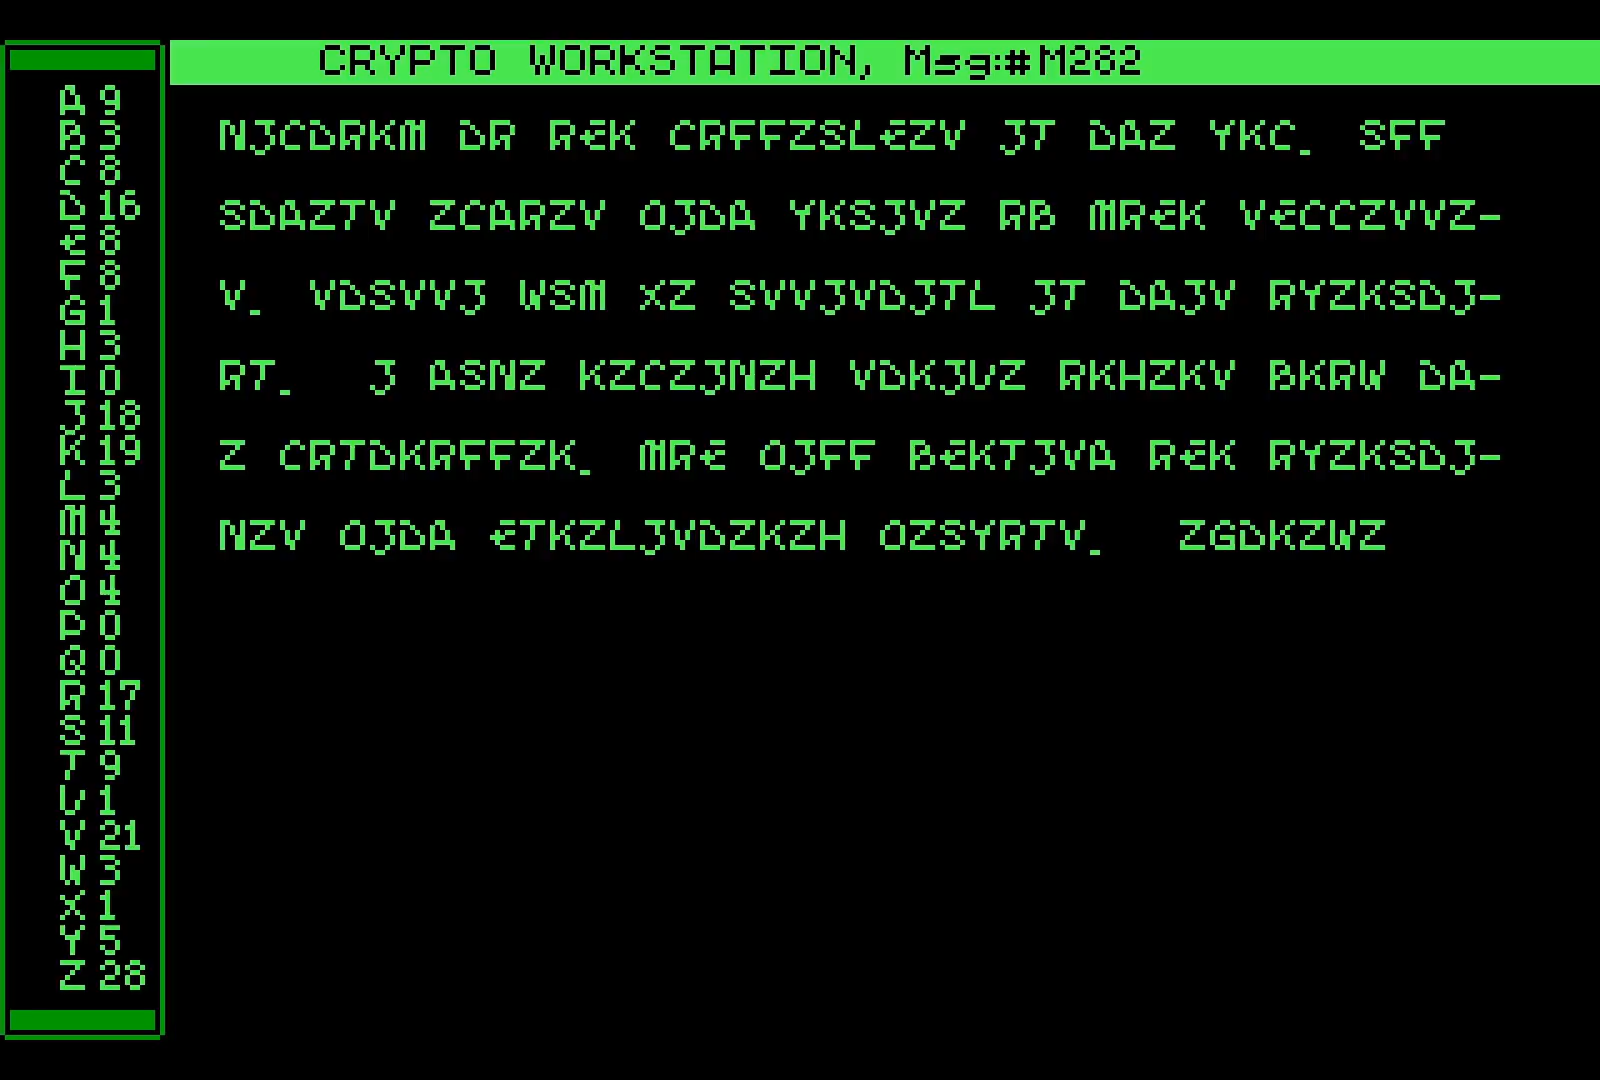 CRYPTO WORKSTATION, Msg:#M282
A 9
B 3
C 8
D 16
E 8
F 8
G 1
H 3
I 0
J 18
K 19
L 3
M 4
N 4
O 4
P 0
Q 0
R 17
S 11
T 9
U 1
V 21
W 3
X 1
Y 5
Z 28
NJCDRKM DR REK CRFFZSLEZV JT DAZ YKC. SFF
SDAZTV ZCARZV OJDA YKSJVZ RB MREK VECCZVVZ-
V. VDSVVJ WSM XZ SVVJVDJTL JT DAJV RYZKSDJ-
RT. J ASNZ KZCZJNZH VDKJUZ RKHZKV BKRW DA-
Z CRTDKRFFZK. MRE OJFF BEKTJVA REK RYZKSDJ-
NZV OJDA ETKZLJVDZKZH OZSYRTV. ZGDKZWZ